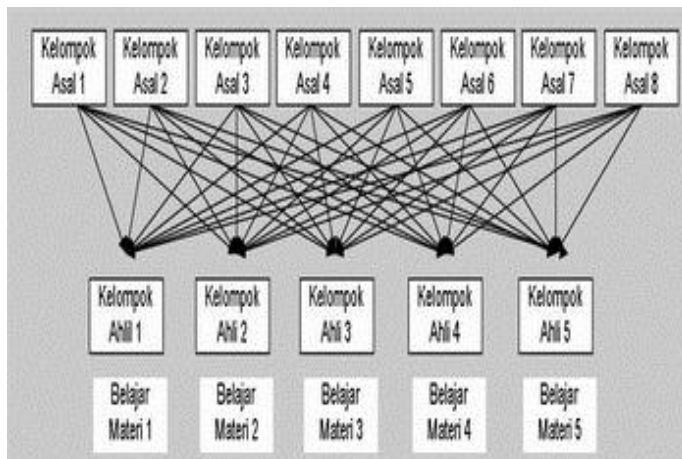 Kelompok
Asal 1
Kelompok
Asal 2
Kelompok
Asal 3
Kelompok
Asal 4
Kelompok
Asal 5
Kelompok
Asal 6
Kelompok
Asal 7
Kelompok
Asal 8
Kelompok
Ahlil 1
Kelompok
Ahli 2
Kelompok
Ahli 3
Kelompok
Ahli 4
Kelompok
Ahli 5
Belajar
Materi 1
Belajar
Materi 2
Belajar
Materi 3
Belajar
Materi 4
Belajar
Materi 5